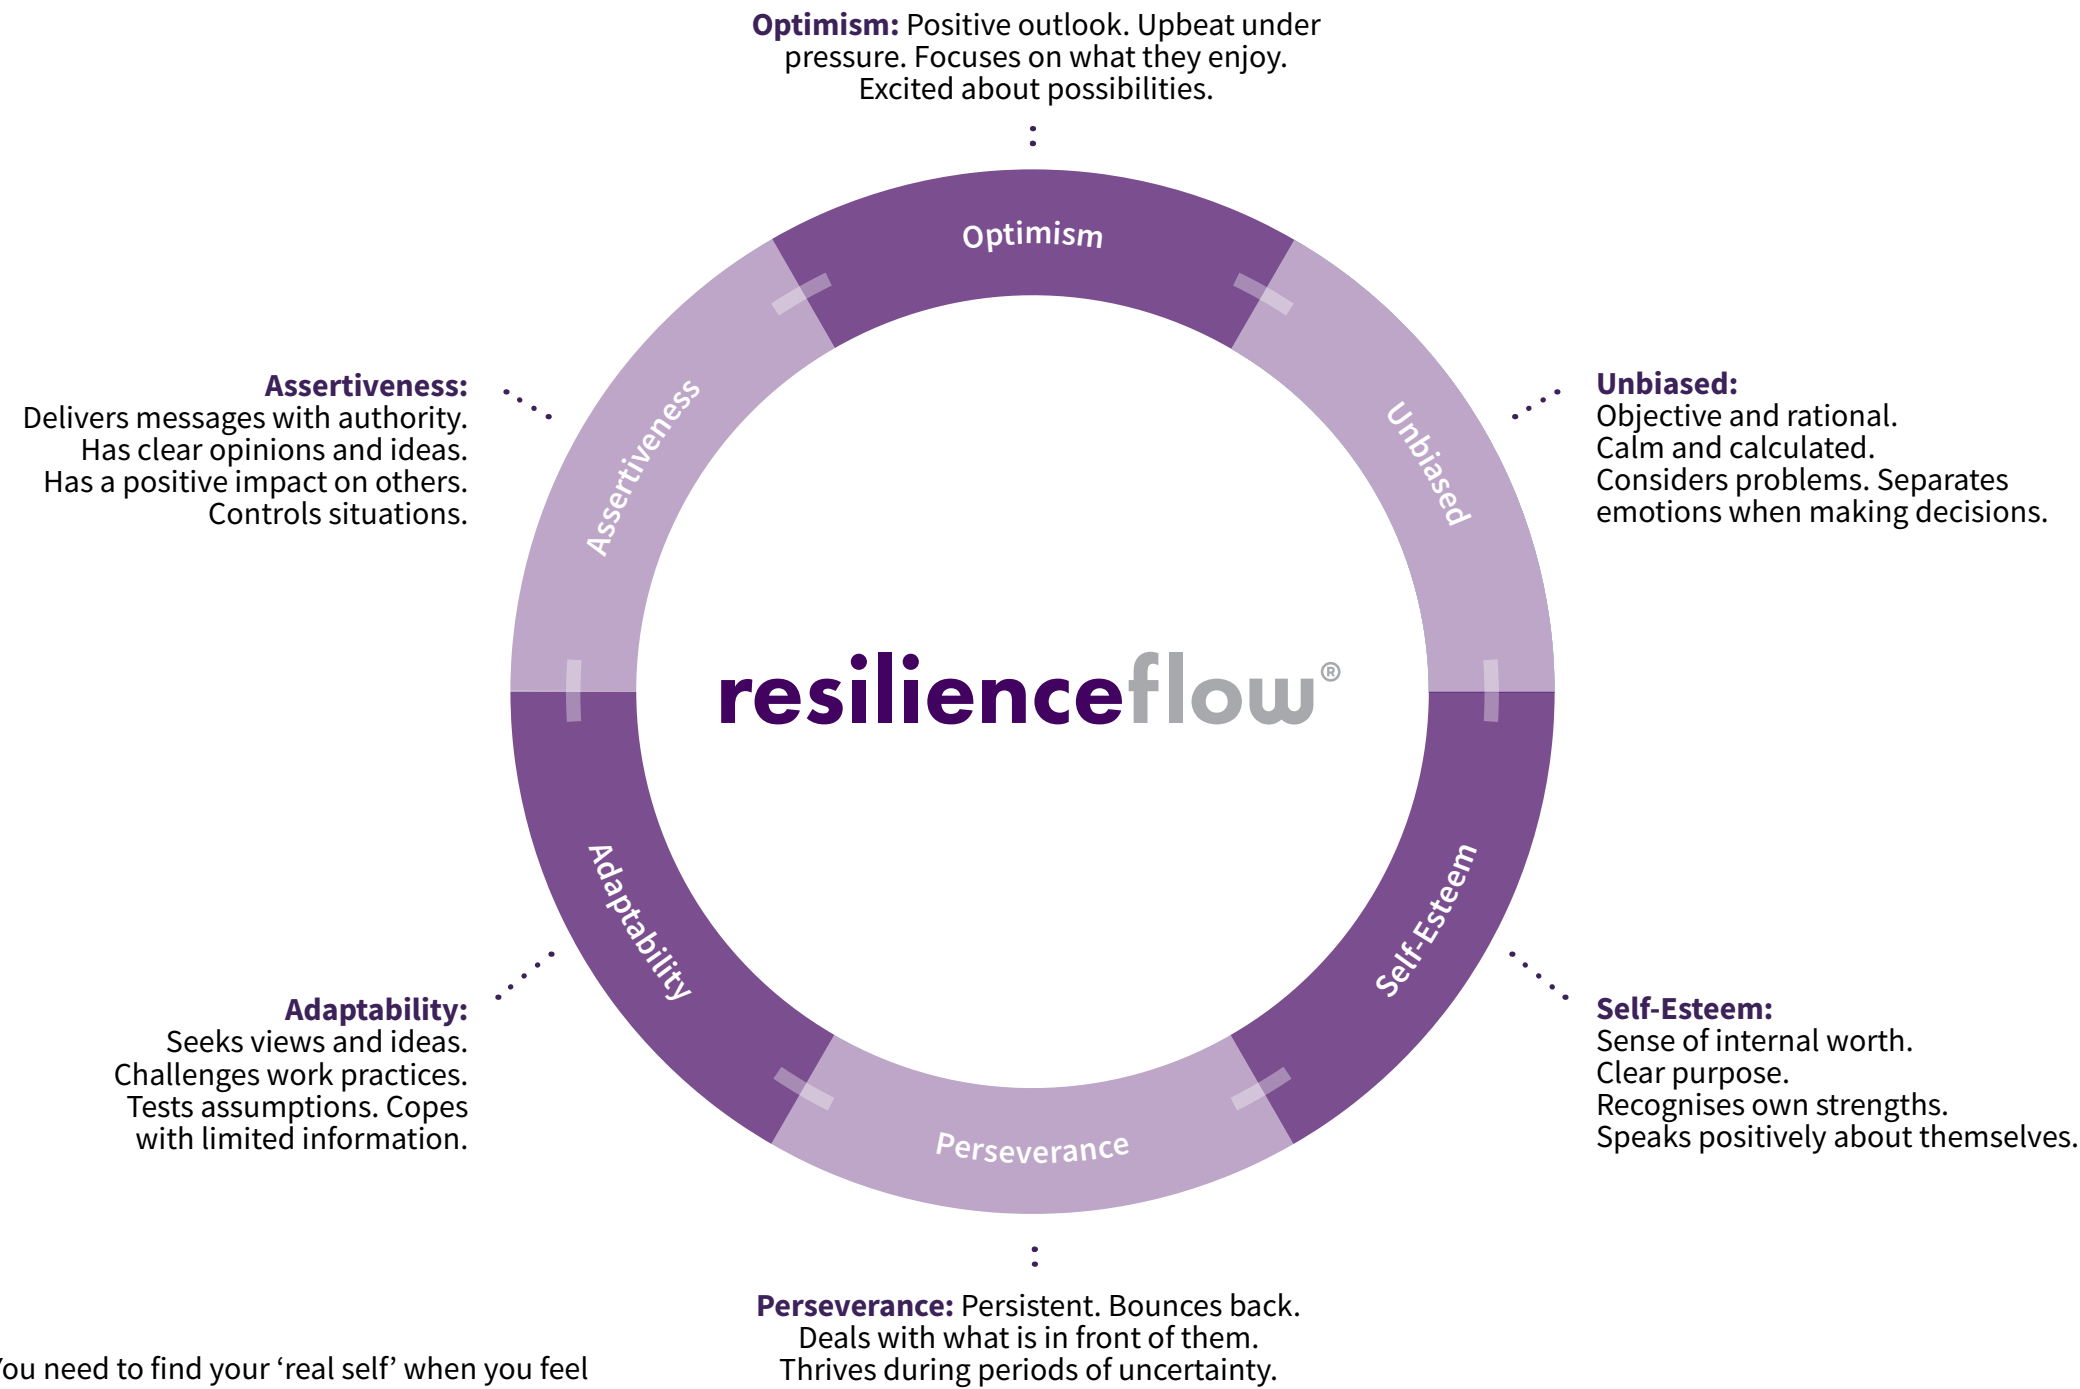 Optimism: Positive outlook. Upbeat under
pressure. Focuses on what they enjoy.
Excited about possibilities.
Optimism
Unbiased
Self-Esteem
Perseverance
Adaptability
Assertiveness
resilienceflow®
Unbiased:
Objective and rational.
Calm and calculated.
Considers problems. Separates
emotions when making decisions.
Self-Esteem:
Sense of internal worth.
Clear purpose.
Recognises own strengths.
Speaks positively about themselves.
Perseverance: Persistent. Bounces back.
Deals with what is in front of them.
Thrives during periods of uncertainty.
Adaptability:
Seeks views and ideas.
Challenges work practices.
Tests assumptions. Copes
with limited information.
Assertiveness:
Delivers messages with authority.
Has clear opinions and ideas.
Has a positive impact on others.
Controls situations.
You need to find your ‘real self’ when you feel